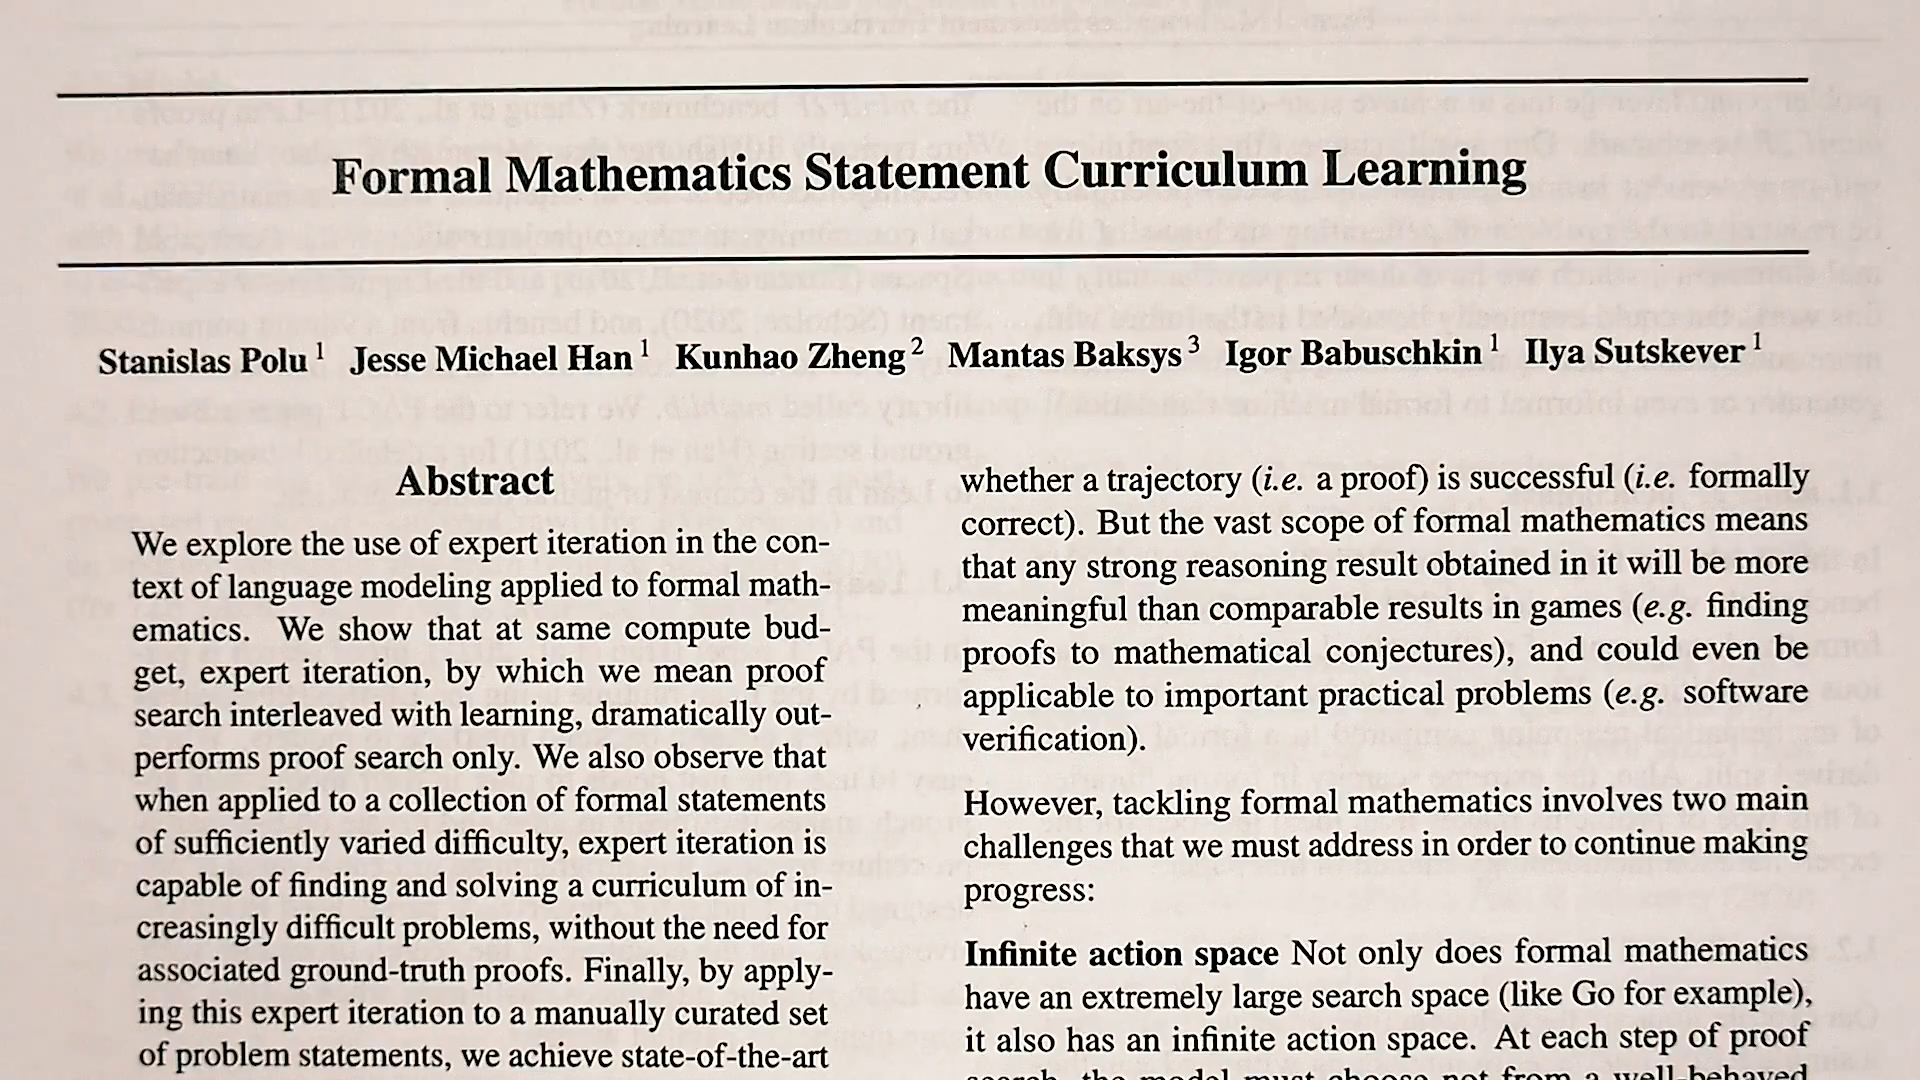 Formal Mathematics Statement Curriculum Learning
Stanislas Polu 1 Jesse Michael Han 1 Kunhao Zheng 2 Mantas Baksys 3 Igor Babuschkin 1 Ilya Sutskever 1
Abstract
We explore the use of expert iteration in the con-
text of language modeling applied to formal math-
ematics. We show that at same compute bud-
get, expert iteration, by which we mean proof
search interleaved with learning, dramatically out-
performs proof search only. We also observe that
when applied to a collection of formal statements
of sufficiently varied difficulty, expert iteration is
capable of finding and solving a curriculum of in-
creasingly difficult problems, without the need for
associated ground-truth proofs. Finally, by apply-
ing this expert iteration to a manually curated set
of problem statements, we achieve state-of-the-art
whether a trajectory (i.e. a proof) is successful (i.e. formally
correct). But the vast scope of formal mathematics means
that any strong reasoning result obtained in it will be more
meaningful than comparable results in games (e.g. finding
proofs to mathematical conjectures), and could even be
applicable to important practical problems (e.g. software
verification).
However, tackling formal mathematics involves two main
challenges that we must address in order to continue making
progress:
Infinite action space Not only does formal mathematics
have an extremely large search space (like Go for example),
it also has an infinite action space. At each step of proof
search, the model must choose not from a well-behaved